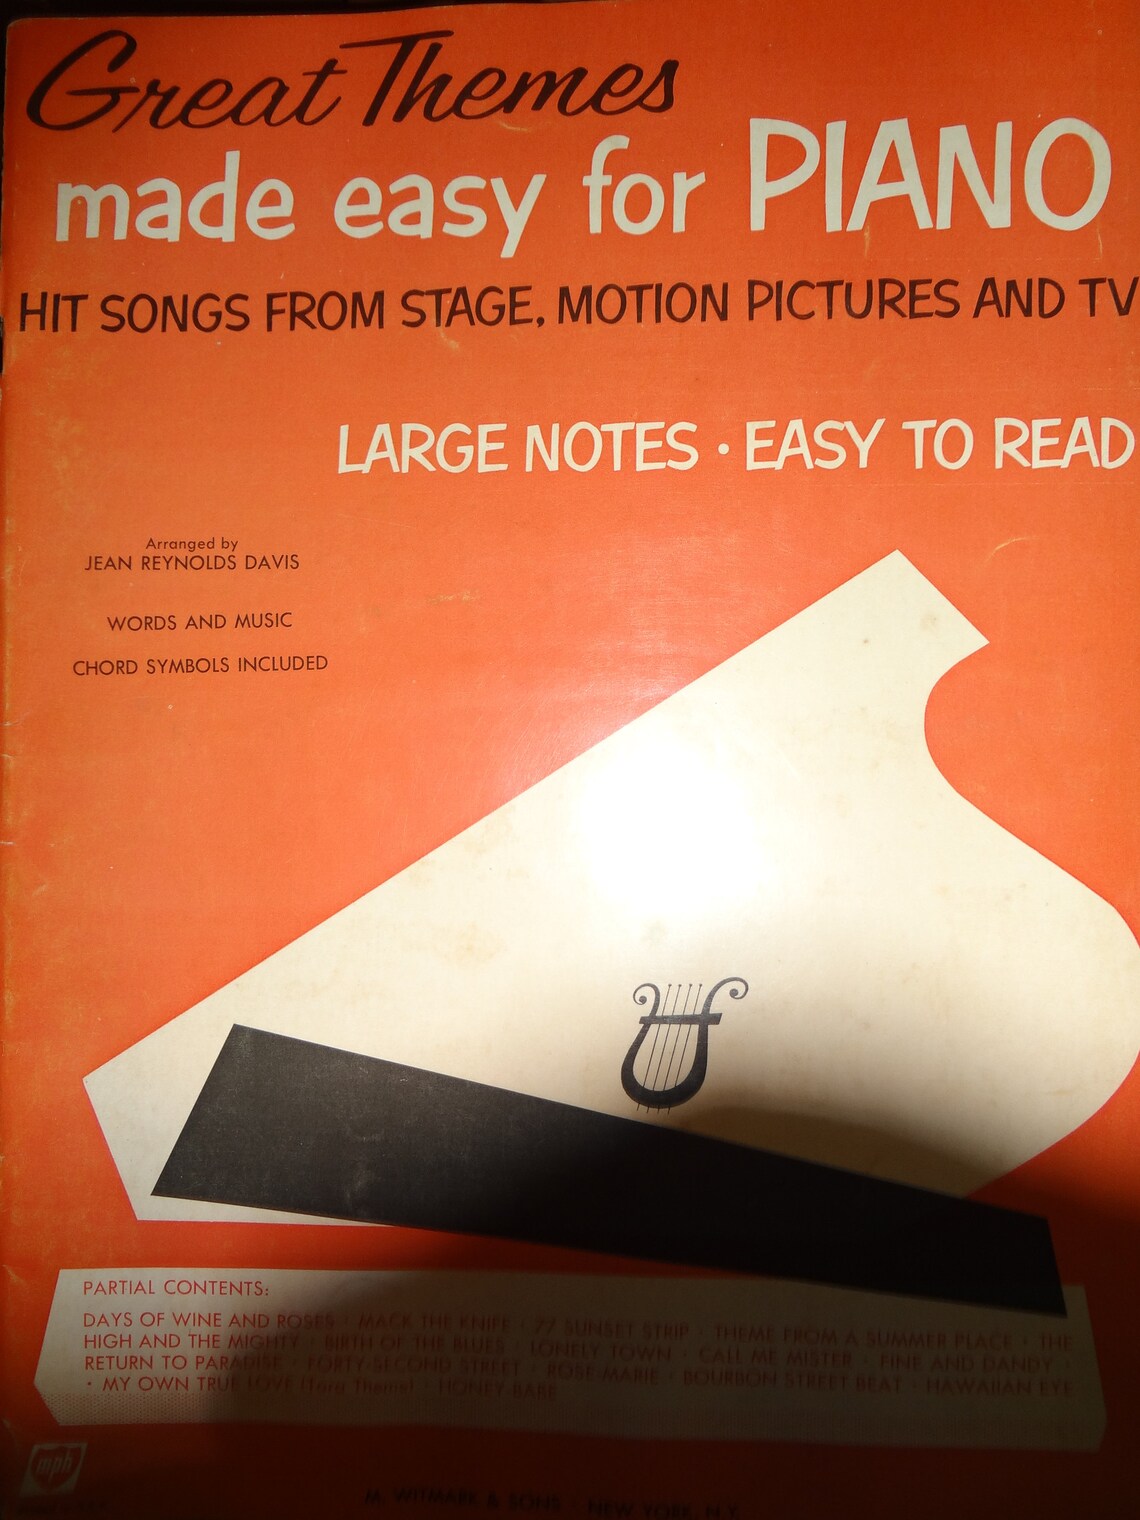 Great Themes
made easy for PIANO
HIT SONGS FROM STAGE, MOTION PICTURES AND TV
LARGE NOTES · EASY TO READ
Arranged by
JEAN REYNOLDS DAVIS
WORDS AND MUSIC
CHORD SYMBOLS INCLUDED
PARTIAL CONTENTS:
DAYS OF WINE AND ROSES · MACK THE KNIFE · 77 SUNSET STRIP · THEME FROM A SUMMER PLACE · THE
HIGH AND THE MIGHTY · BIRTH OF THE BLUES · LONELY TOWN · CALL ME MISTER · FINE AND DANDY ·
RETURN TO PARADISE · FORTY-SECOND STREET · ROSE-MARIE · BOURBON STREET BEAT · HAWAIIAN EYE
· MY OWN TRUE LOVE (Tara Theme) · HONEY-BABE
mph
M. WITMARK & SONS · NEW YORK, N.Y.